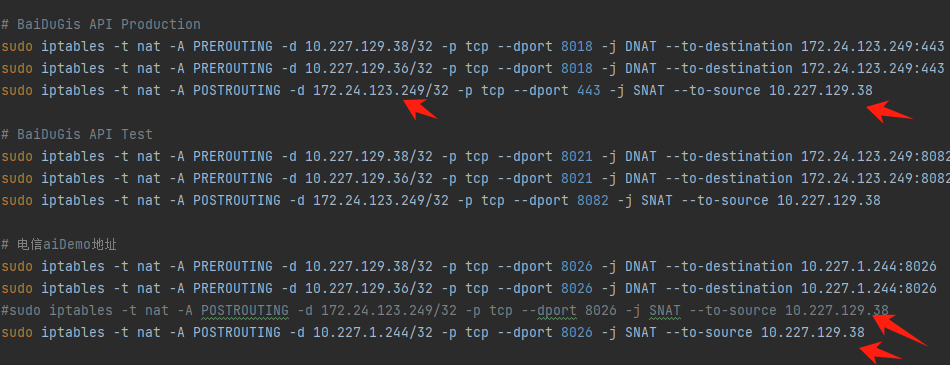 # BaiDuGis API Production
sudo iptables -t nat -A PREROUTING -d 10.227.129.38/32 -p tcp --dport 8018 -j DNAT --to-destination 172.24.123.249:443
sudo iptables -t nat -A PREROUTING -d 10.227.129.36/32 -p tcp --dport 8018 -j DNAT --to-destination 172.24.123.249:443
sudo iptables -t nat -A POSTROUTING -d 172.24.123.249/32 -p tcp --dport 443 -j SNAT --to-source 10.227.129.38
# BaiDuGis API Test
sudo iptables -t nat -A PREROUTING -d 10.227.129.38/32 -p tcp --dport 8021 -j DNAT --to-destination 172.24.123.249:8082
sudo iptables -t nat -A PREROUTING -d 10.227.129.36/32 -p tcp --dport 8021 -j DNAT --to-destination 172.24.123.249:8082
sudo iptables -t nat -A POSTROUTING -d 172.24.123.249/32 -p tcp --dport 8082 -j SNAT --to-source 10.227.129.38
# 电信aiDemo地址
sudo iptables -t nat -A PREROUTING -d 10.227.129.38/32 -p tcp --dport 8026 -j DNAT --to-destination 10.227.1.244:8026
sudo iptables -t nat -A PREROUTING -d 10.227.129.36/32 -p tcp --dport 8026 -j DNAT --to-destination 10.227.1.244:8026
#sudo iptables -t nat -A POSTROUTING -d 172.24.123.249/32 -p tcp --dport 8026 -j SNAT --to-source 10.227.129.38
sudo iptables -t nat -A POSTROUTING -d 10.227.1.244/32 -p tcp --dport 8026 -j SNAT --to-source 10.227.129.38